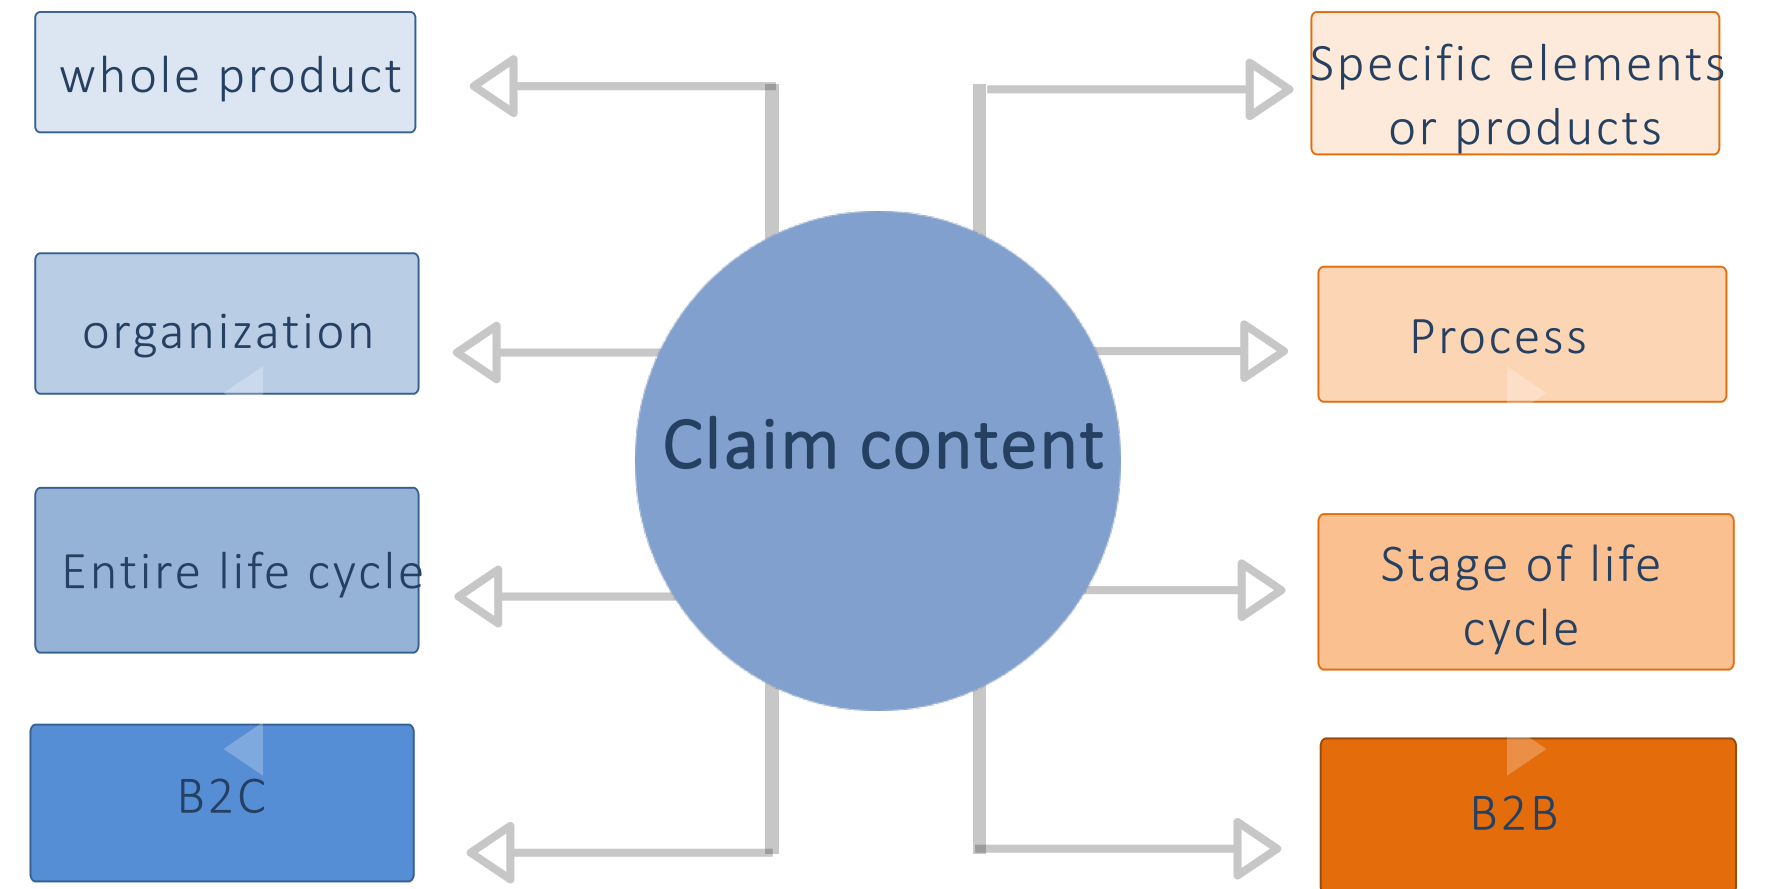 whole product
Specific elements
or products
organization
Process
Claim content
Entire life cycle
Stage of life
cycle
B2C
B2B